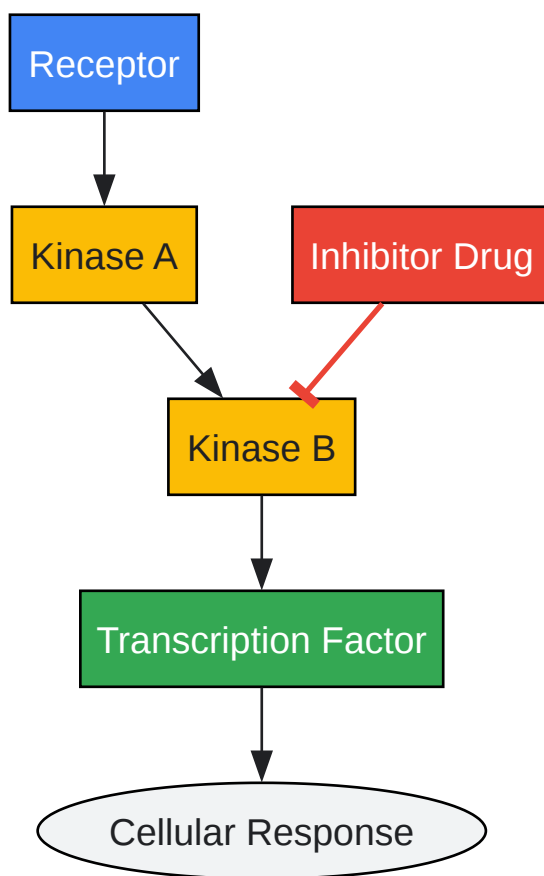 Receptor
Kinase A
Inhibitor Drug
Kinase B
Transcription Factor
Cellular Response